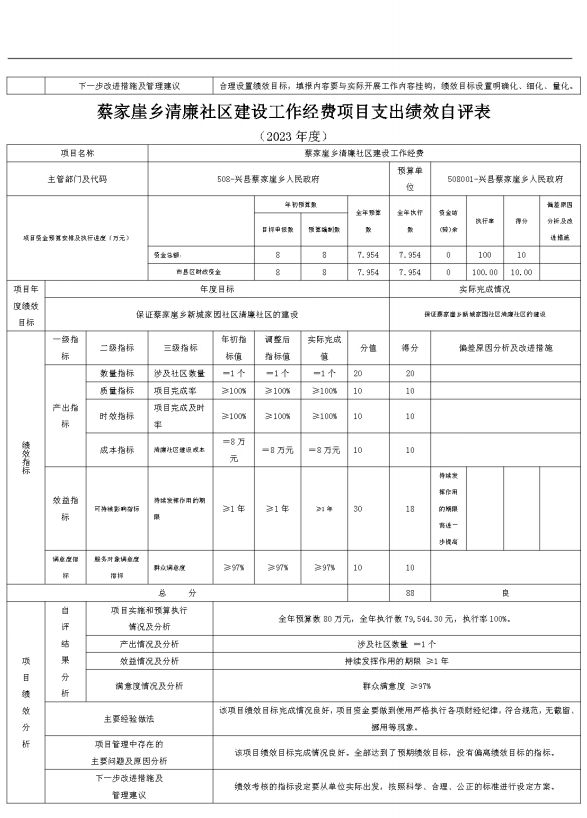 下一步改进措施及管理建议 合理设置绩效目标，填报内容要与实际开展工作内容挂钩，绩效目标设置明确化、细化、量化。
蔡家崖乡清廉社区建设工作经费项目支出绩效自评表
（2023 年度）
项目名称 蔡家崖乡清廉社区建设工作经费
主管部门及代码 508-兴县蔡家崖乡人民政府 预算单位 508001-兴县蔡家崖乡人民政府
项目资金预算安排及执行进度（万元） 年初预算数 全年预算数 全年执行数 资金结(转)余 执行率 得分 偏差原因分析及改进措施
目标申报数 预算编制数
资金总额： 8 8 7.954 7.954 0 100 10
市县区财政资金 8 8 7.954 7.954 0 100.00 10.00
项目年度绩效目标 年度目标 实际完成情况
保证蔡家崖乡新城家园社区清廉社区的建设 保证蔡家崖乡新城家园社区清廉社区的建设
绩效指标 一级指标 二级指标 三级指标 年初指标值 调整后指标值 实际完成值 分值 得分 偏差原因分析及改进措施
产出指标 数量指标 涉及社区数量 ＝1 个 ＝1 个 ＝1 个 20 20
质量指标 项目完成率 ≥100% ≥100% ≥100% 10 10
时效指标 项目完成及时率 ≥100% ≥100% ≥100% 10 10
成本指标 清廉社区建设成本 ＝8 万元 ＝8 万元 ＝8 万元 10 10
效益指标 可持续影响指标 持续发挥作用的期限 ≥1 年 ≥1 年 ≥1 年 30 18 持续发挥作用的期限需进一步提高
满意度指标 服务对象满意度指标 群众满意度 ≥97% ≥97% ≥97% 10 10
总 分 88 良
项目绩效分析 自评结果分析 项目实施和预算执行情况及分析 全年预算数 80 万元，全年执行数 79,544.30 元，执行率 100%。
产出情况及分析 涉及社区数量 ＝1 个
效益情况及分析 持续发挥作用的期限 ≥1 年
满意度情况及分析 群众满意度 ≥97%
主要经验做法 该项目绩效目标完成情况良好，项目资金要做到使用严格执行各项财经纪律，符合规范，无截留、挪用等现象。
项目管理中存在的主要问题及原因分析 该项目绩效目标完成情况良好。全部达到了预期绩效目标，没有偏离绩效目标的指标。
下一步改进措施及管理建议 绩效考核的指标设定要从单位实际出发，按照科学、合理、公正的标准进行设定方案。